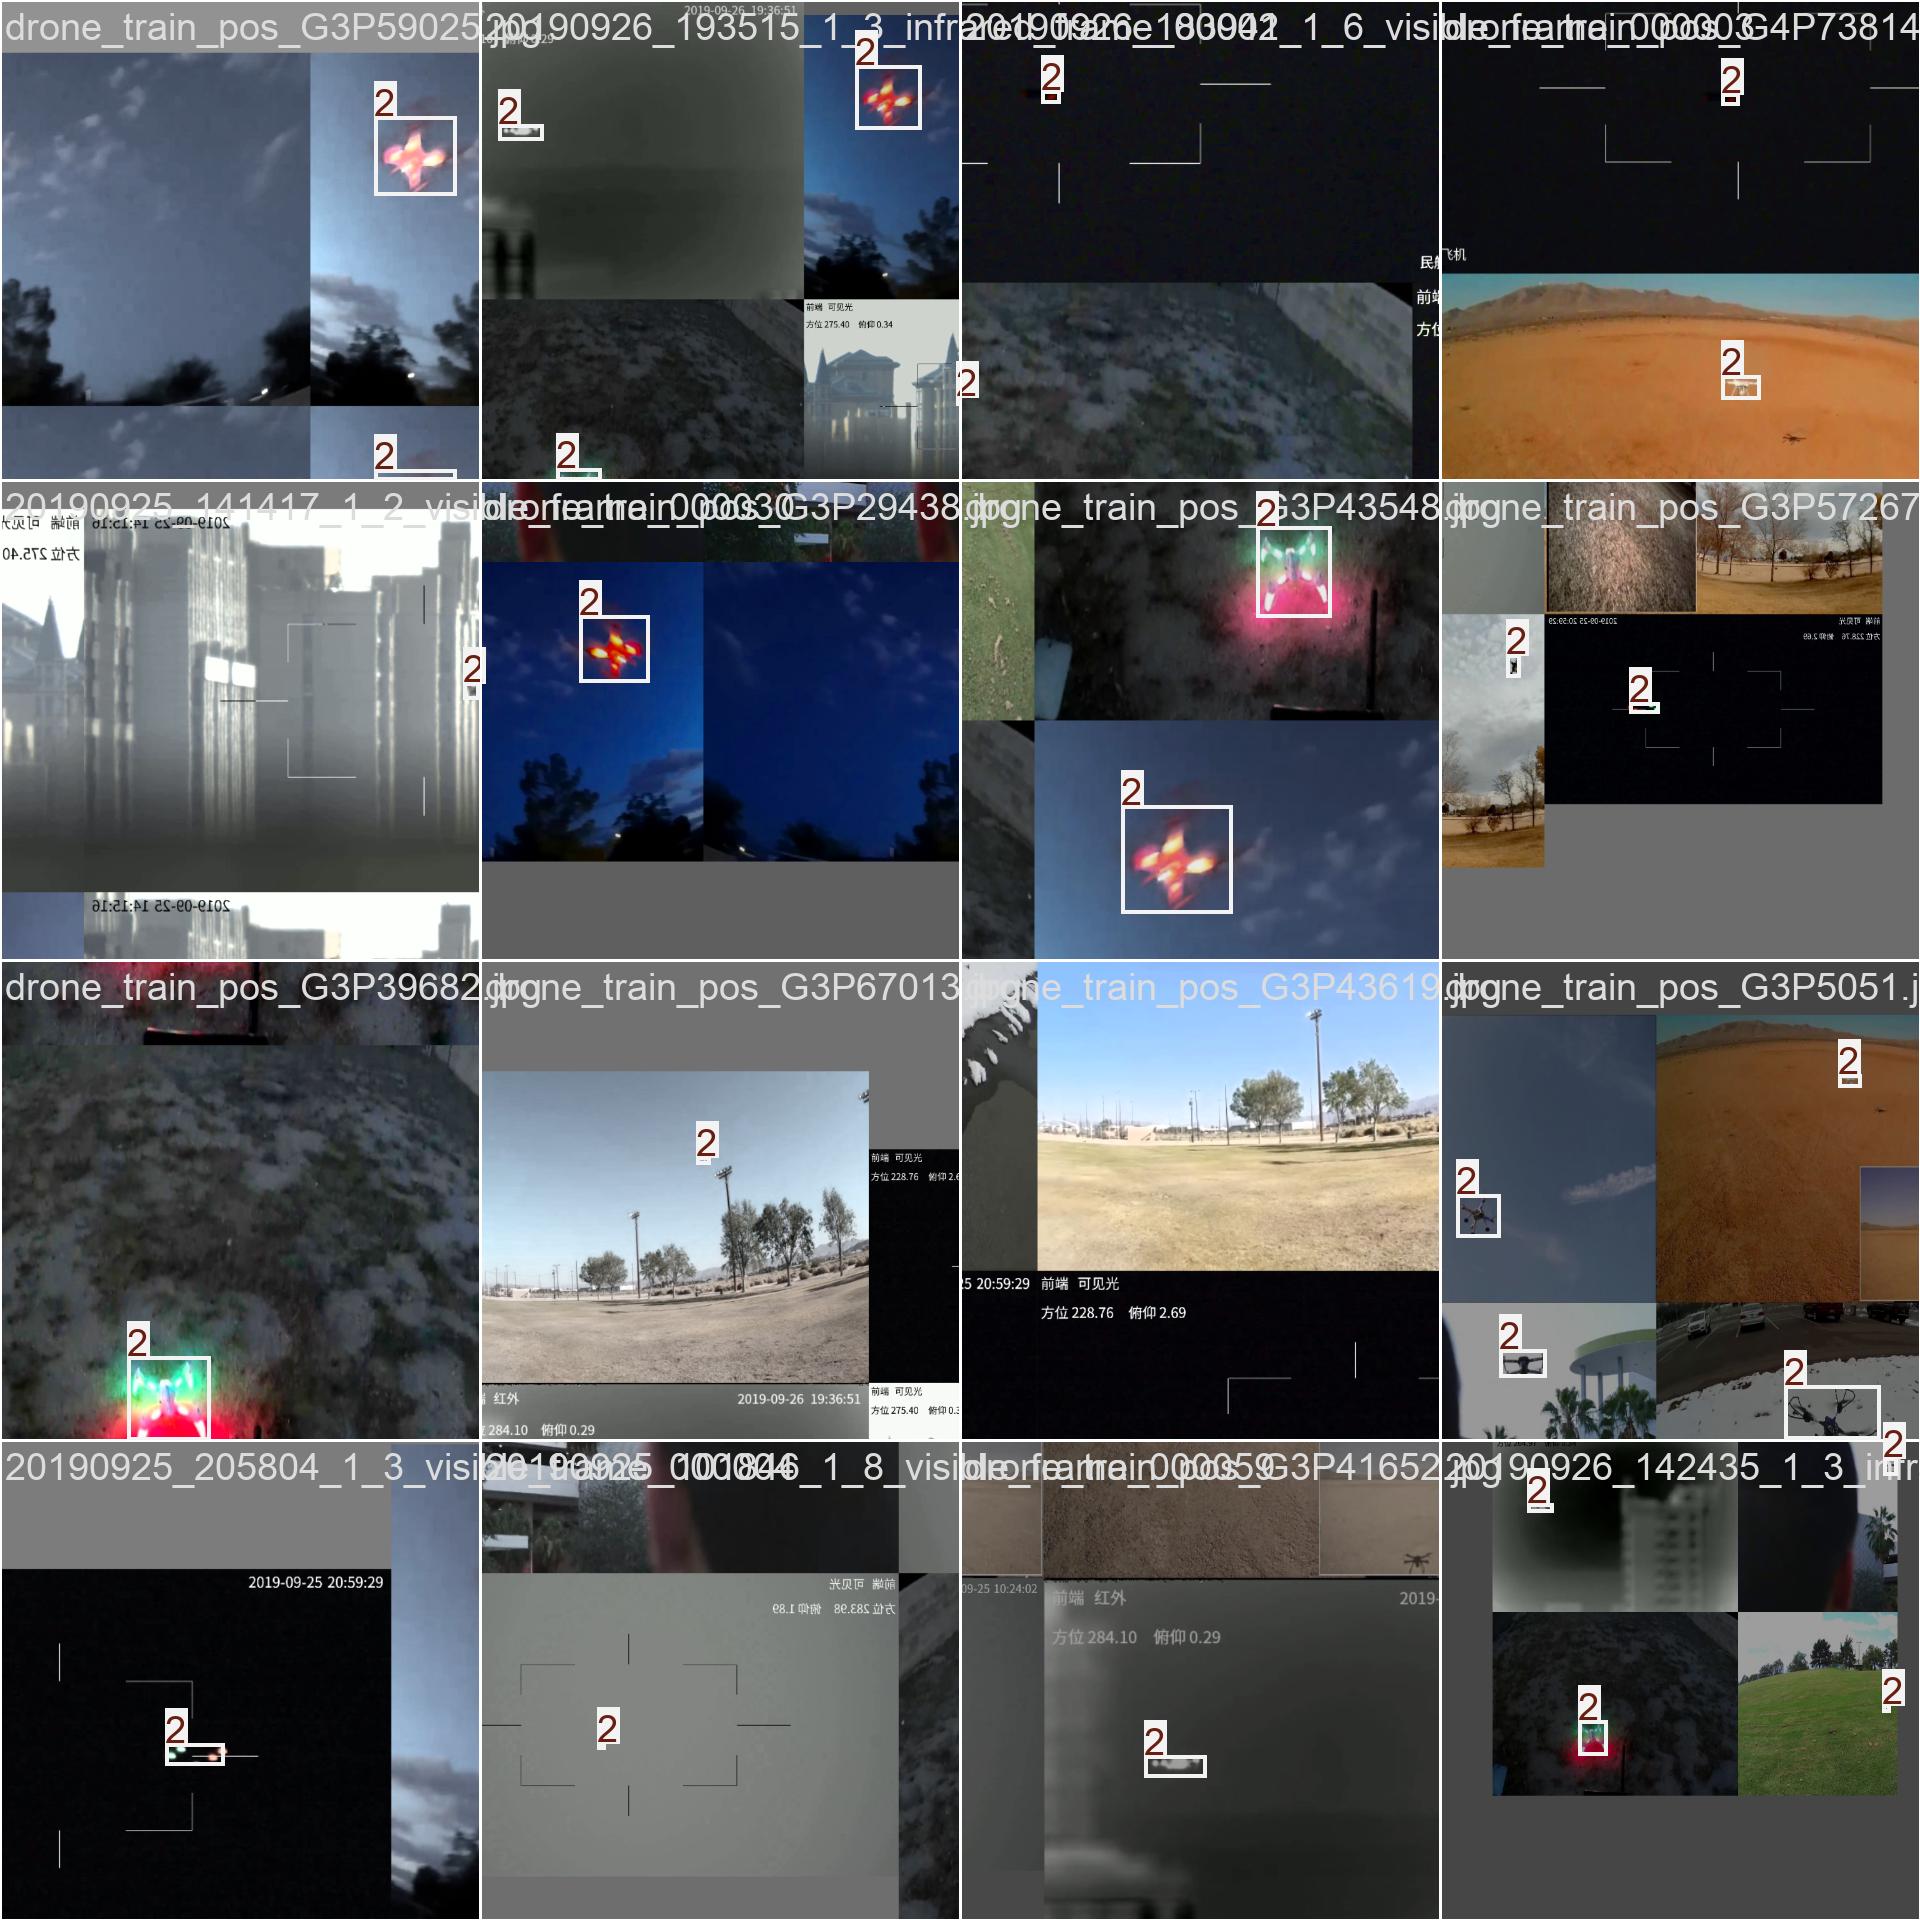 drone_train_pos_G3P59025.jpg
20190926_193515_1_3_infrared_frame_
20190926_183941_1_6_visible_frame_000003
drone_train_pos_G4P73814
2019-09-26 19:36:51
2
2
2
2
2
2
2
2
2
2
前端 可见光
方位 275.40 俯仰 0.34
民航
飞机
前端
方位
20190925_141417_1_2_visible_frame_000030
drone_train_pos_G3P29438.jpg
drone_train_pos_G3P43548.jpg
drone_train_pos_G3P57267
前端 可见光
2019-09-25 14:15:16
方位 275.40
2
2
2
2
2
2
2019-09-25 20:59:29
前端 可见光
方位 228.76 俯仰 2.69
2019-09-25 14:15:16
drone_train_pos_G3P39682.jpg
drone_train_pos_G3P67013.jpg
drone_train_pos_G3P43619.jpg
drone_train_pos_G3P5051.j
2
2
2
2
2
2
2
前端 可见光
方位 228.76 俯仰 2.6
25 20:59:29 前端 可见光
方位 228.76 俯仰 2.69
红外 2019-09-26 19:36:51
284.10 俯仰 0.29
前端 可见光
方位 275.40 俯仰 0.3
20190925_205804_1_3_visible_frame_
20190925_101846_1_8_visible_frame_000059
drone_train_pos_G3P41652.jpg
20190926_142435_1_3_infr
2019-09-25 20:59:29
前端 可见光
方位 283.98 俯仰 1.89
09-25 10:24:02
前端 红外 2019-
方位 284.10 俯仰 0.29
2
2
2
2
2
2